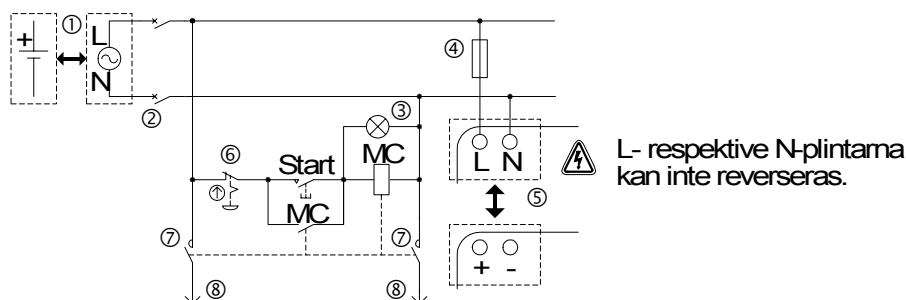 ①
+
L
N
②
③
④
⑥
Start
MC
MC
L N
⑤
L- respektive N-plintarna
kan inte reverseras.
⑦
⑦
+ -
⑧
⑧